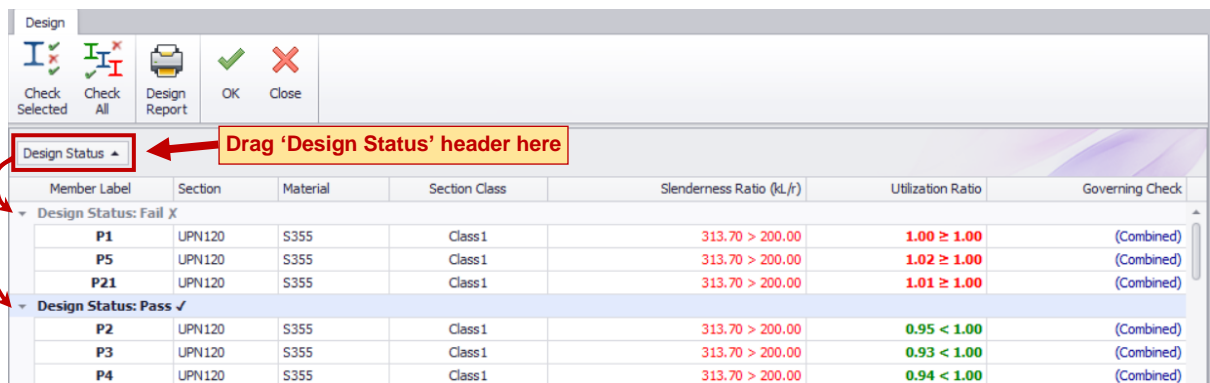 Design
Check Selected
Check All
Design Report
OK
Close
Drag ‘Design Status’ header here
Design Status ▲
Member Label Section Material Section Class Slenderness Ratio (kL/r) Utilization Ratio Governing Check
Design Status: Fail ✗
P1 UPN120 S355 Class1 313.70 > 200.00 1.00 ≥ 1.00 (Combined)
P5 UPN120 S355 Class1 313.70 > 200.00 1.02 ≥ 1.00 (Combined)
P21 UPN120 S355 Class1 313.70 > 200.00 1.01 ≥ 1.00 (Combined)
Design Status: Pass ✓
P2 UPN120 S355 Class1 313.70 > 200.00 0.95 < 1.00 (Combined)
P3 UPN120 S355 Class1 313.70 > 200.00 0.93 < 1.00 (Combined)
P4 UPN120 S355 Class1 313.70 > 200.00 0.94 < 1.00 (Combined)